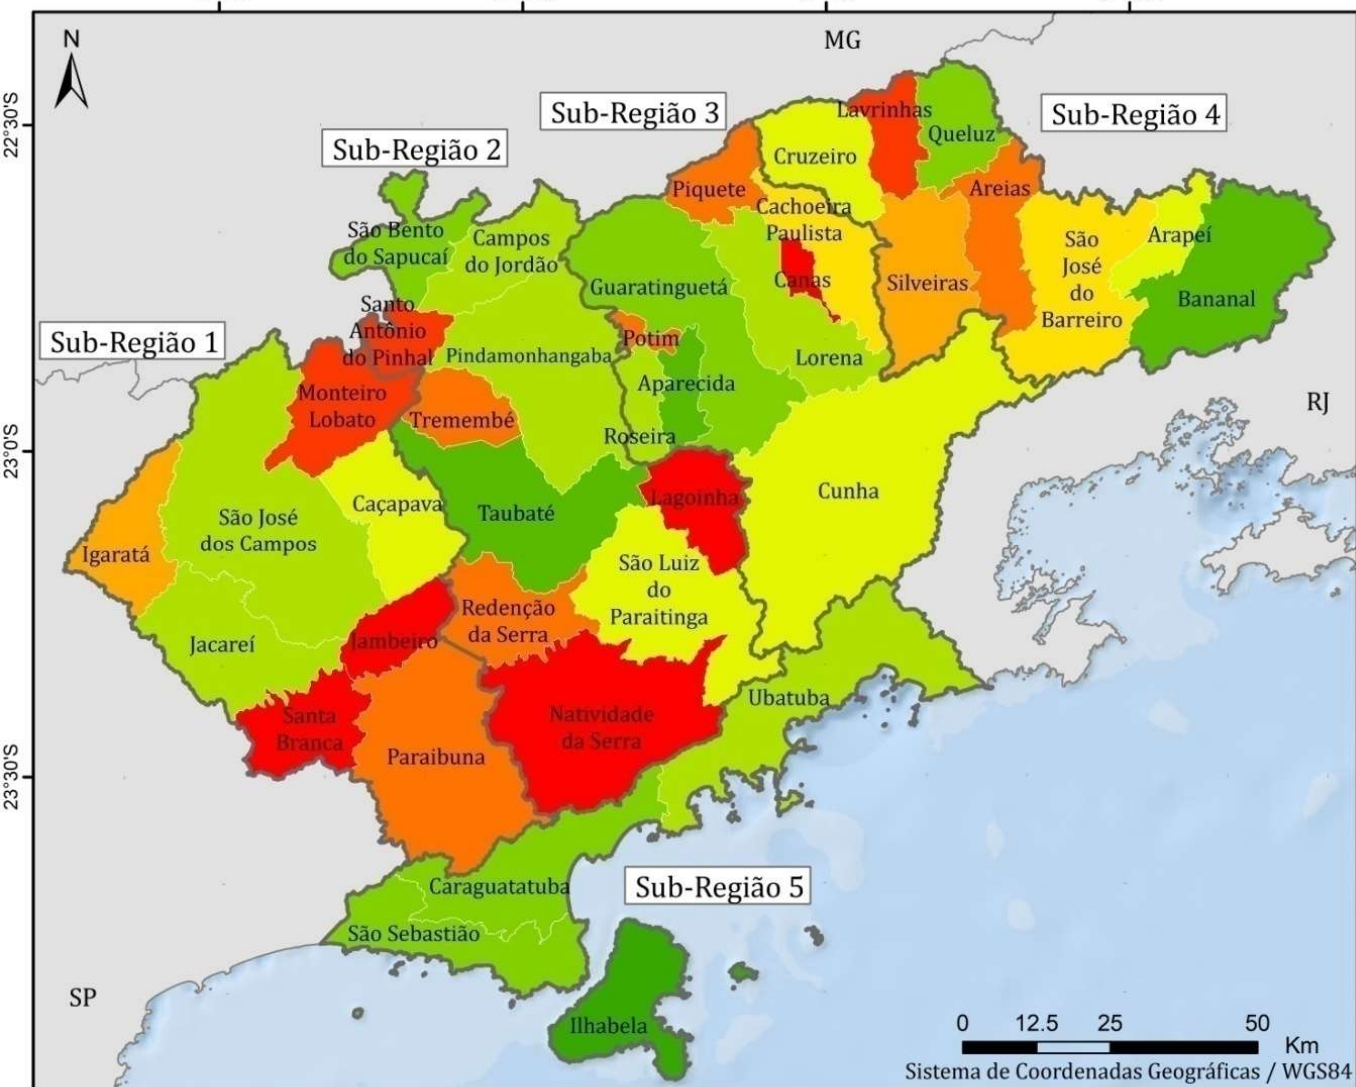 N
MG
22°30'S
Sub-Região 3
Lavrinhas
Sub-Região 4
Queluz
Sub-Região 2
Cruzeiro
Piquete
Areias
Cachoeira
Paulista
São Bento
do Sapucaí
Campos
do Jordão
São
José
do
Barreiro
Arapeí
Canas
Silveiras
Guaratinguetá
Bananal
Santo
Antônio
do Pinhal
Sub-Região 1
Potim
Pindamonhangaba
Lorena
Aparecida
Monteiro
Lobato
Tremembé
RJ
Roseira
23°0'S
Caçapava
Lagoinha
Cunha
São José
dos Campos
Taubaté
Igaratá
São Luiz
do
Paraitinga
Redenção
da Serra
Jacareí
Jambeiro
Ubatuba
Santa
Branca
Natividade
da Serra
Paraibuna
23°30'S
Caraguatatuba
Sub-Região 5
São Sebastião
SP
Ilhabela
0 12.5 25 50
Km
Sistema de Coordenadas Geográficas / WGS84